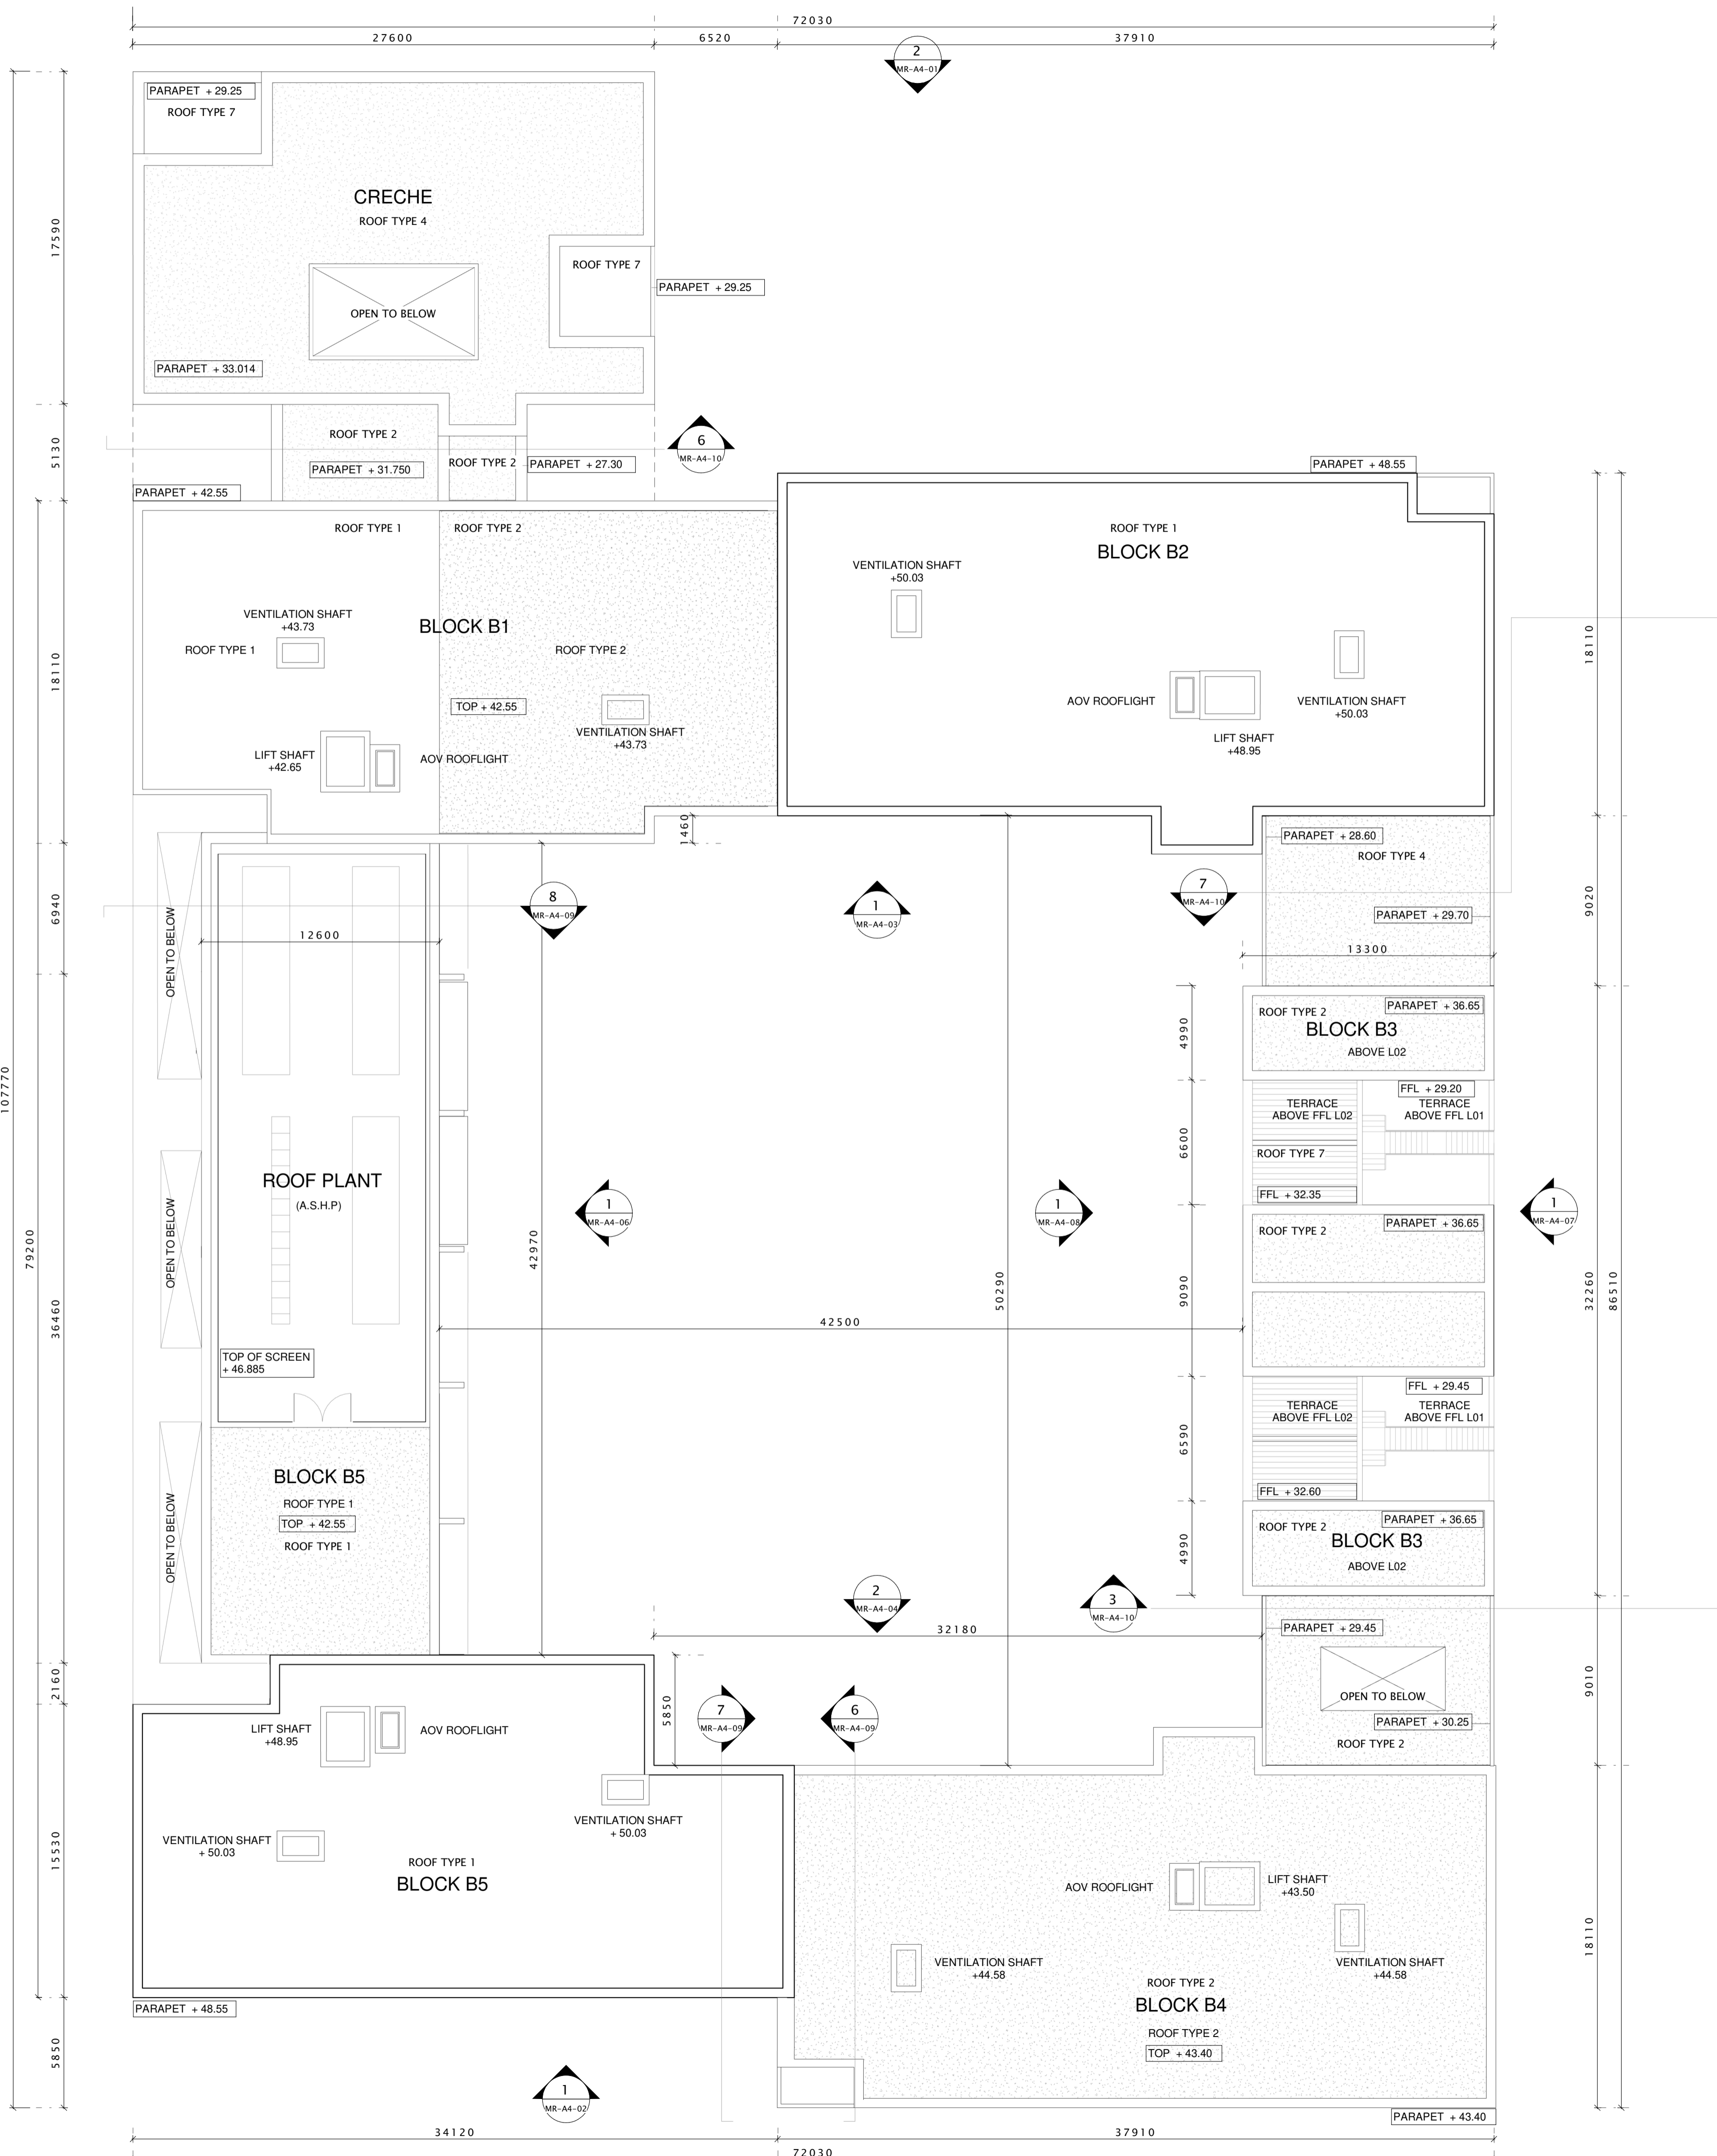 72030
27600
6520
37910
2
MR-A4-01
PARAPET + 29.25
ROOF TYPE 7
CRECHE
ROOF TYPE 4
17590
ROOF TYPE 7
PARAPET + 29.25
OPEN TO BELOW
PARAPET + 33.014
5130
ROOF TYPE 2
PARAPET + 31.750
ROOF TYPE 2
PARAPET + 27.30
6
MR-A4-10
PARAPET + 48.55
PARAPET + 42.55
ROOF TYPE 1
ROOF TYPE 2
ROOF TYPE 1
BLOCK B2
VENTILATION SHAFT
+50.03
VENTILATION SHAFT
+43.73
BLOCK B1
ROOF TYPE 1
ROOF TYPE 2
18110
18110
TOP + 42.55
AOV ROOFLIGHT
VENTILATION SHAFT
+50.03
VENTILATION SHAFT
+43.73
LIFT SHAFT
+48.95
LIFT SHAFT
+42.65
AOV ROOFLIGHT
1460
PARAPET + 28.60
ROOF TYPE 4
8
MR-A4-09
1
MR-A4-03
7
MR-A4-10
6940
9020
PARAPET + 29.70
12600
OPEN TO BELOW
13300
PARAPET + 36.65
ROOF TYPE 2
BLOCK B3
ABOVE L02
4990
107770
FFL + 29.20
TERRACE
ABOVE FFL L02
TERRACE
ABOVE FFL L01
6600
ROOF TYPE 7
FFL + 32.35
ROOF PLANT
(A.S.H.P)
1
MR-A4-06
1
MR-A4-08
1
MR-A4-07
OPEN TO BELOW
79200
42970
50290
PARAPET + 36.65
ROOF TYPE 2
9090
32260
86510
36460
42500
TOP OF SCREEN
+ 46.885
FFL + 29.45
TERRACE
ABOVE FFL L02
TERRACE
ABOVE FFL L01
6590
FFL + 32.60
BLOCK B5
ROOF TYPE 1
TOP + 42.55
ROOF TYPE 1
OPEN TO BELOW
PARAPET + 36.65
ROOF TYPE 2
BLOCK B3
ABOVE L02
4990
2
MR-A4-04
3
MR-A4-10
32180
PARAPET + 29.45
OPEN TO BELOW
PARAPET + 30.25
ROOF TYPE 2
9010
2160
5850
7
MR-A4-09
6
MR-A4-09
LIFT SHAFT
+48.95
AOV ROOFLIGHT
VENTILATION SHAFT
+ 50.03
VENTILATION SHAFT
+ 50.03
15530
ROOF TYPE 1
BLOCK B5
AOV ROOFLIGHT
LIFT SHAFT
+43.50
18110
VENTILATION SHAFT
+44.58
VENTILATION SHAFT
+44.58
ROOF TYPE 2
BLOCK B4
ROOF TYPE 2
TOP + 43.40
PARAPET + 48.55
5850
1
MR-A4-02
PARAPET + 43.40
34120
37910
72030